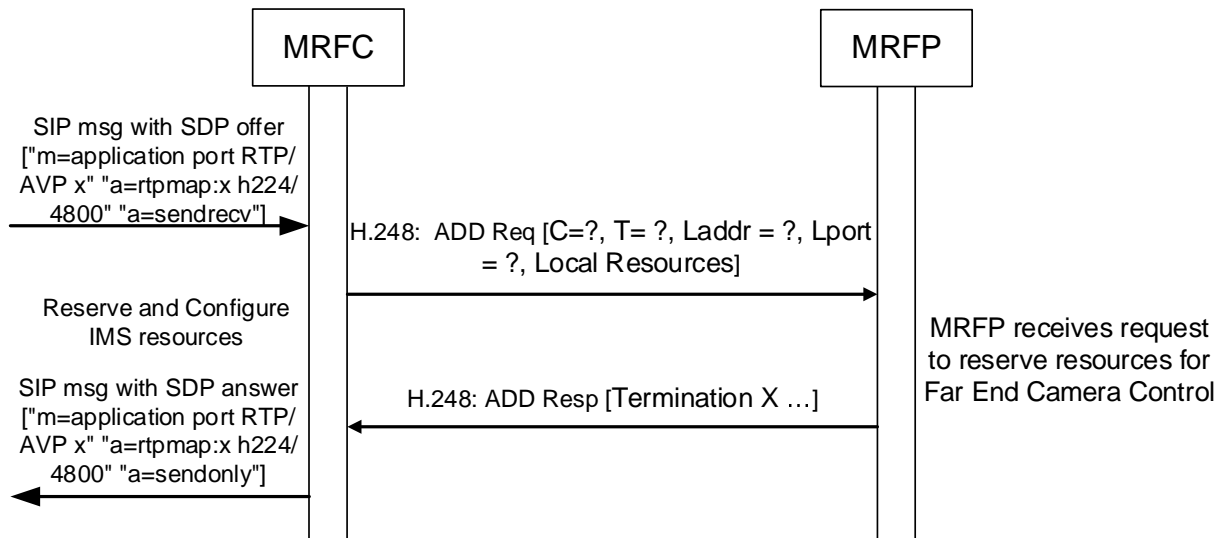 MRFC
MRFP
SIP msg with SDP offer
["m=application port RTP/
AVP x" "a=rtpmap:x h224/
4800" "a=sendrecv"]
H.248:  ADD Req [C=?, T= ?, Laddr = ?, Lport
= ?, Local Resources]
Reserve and Configure
IMS resources
MRFP receives request
to reserve resources for
Far End Camera Control
SIP msg with SDP answer
["m=application port RTP/
AVP x" "a=rtpmap:x h224/
4800" "a=sendonly"]
H.248: ADD Resp [Termination X …]